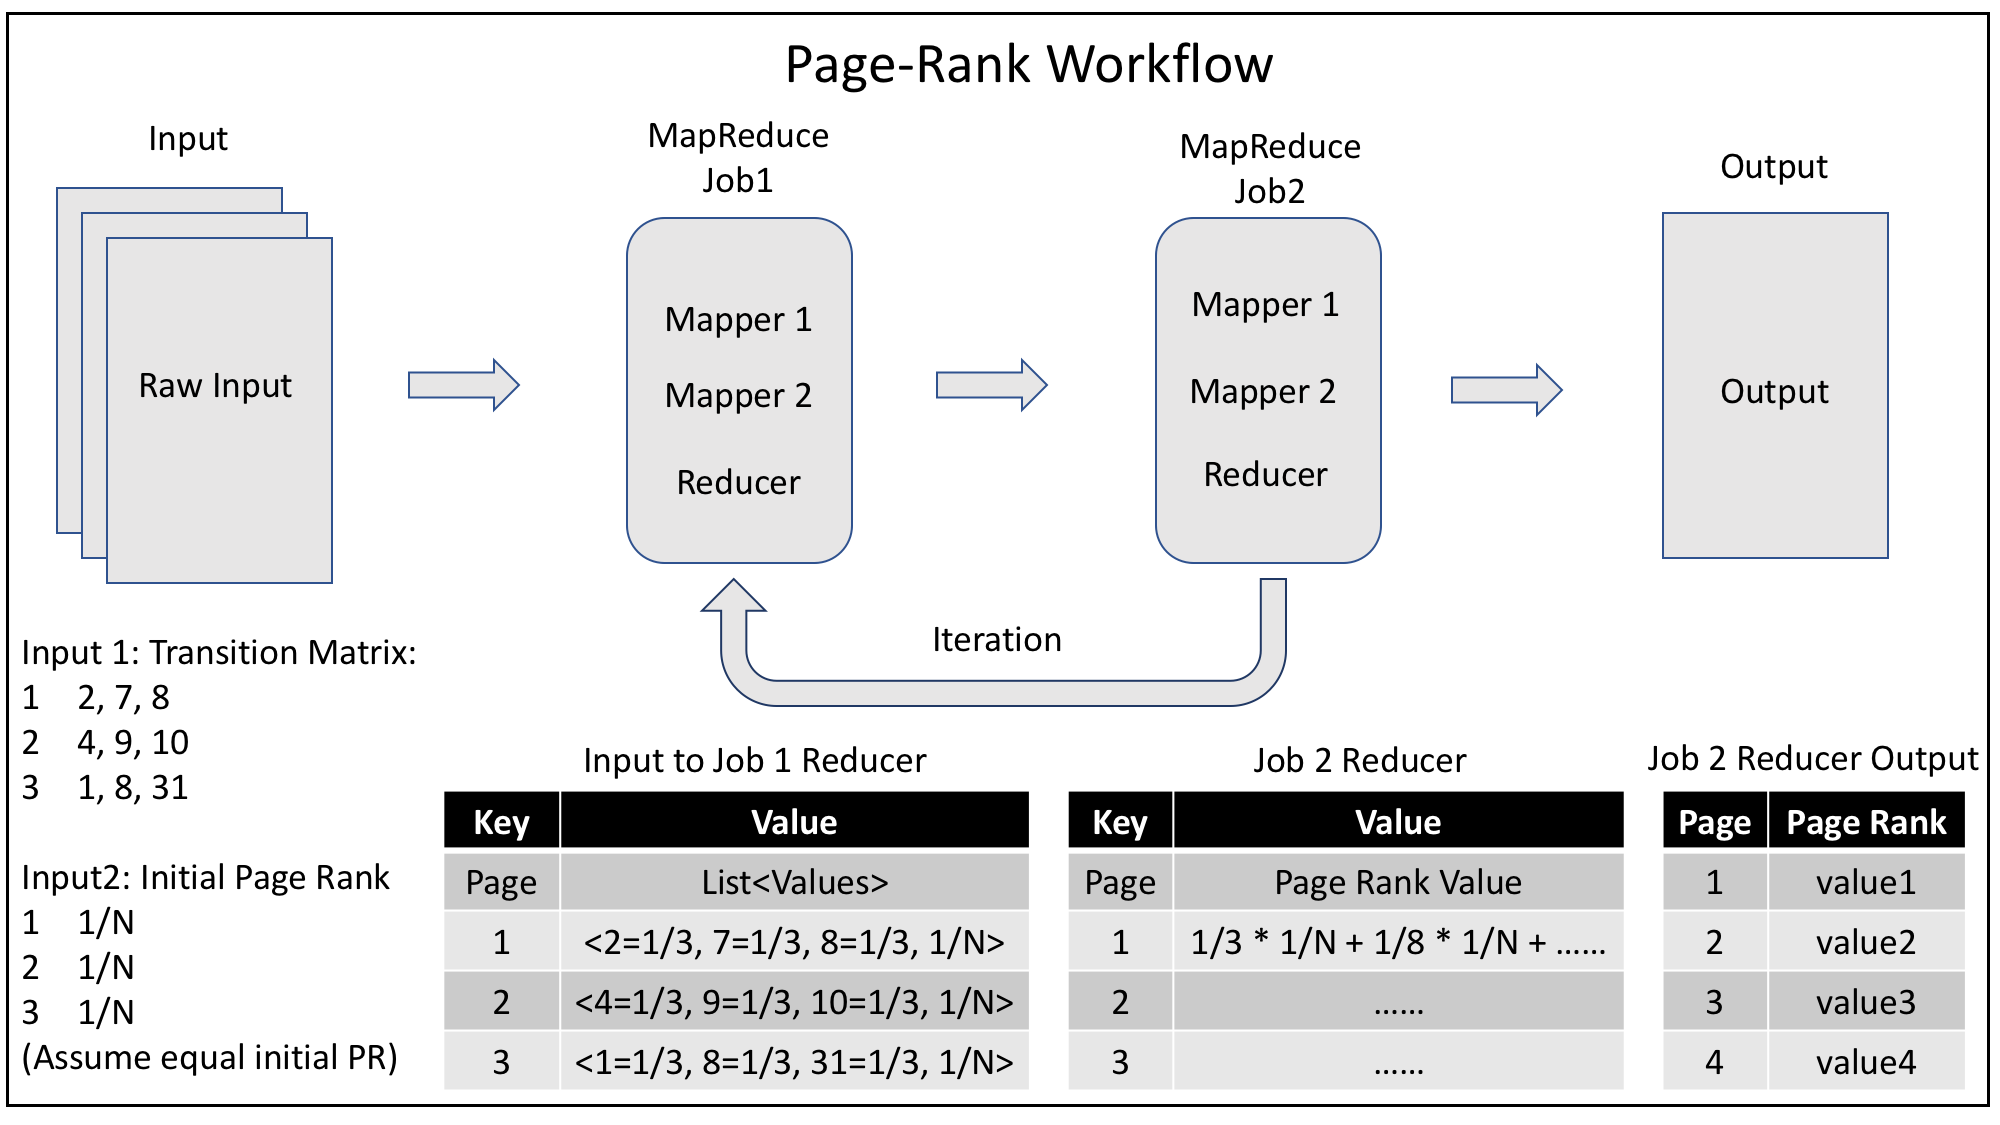 Page-Rank Workflow
Input
MapReduce
Job1
MapReduce
Job2
Output
Raw Input
Mapper 1
Mapper 2
Reducer
Mapper 1
Mapper 2
Reducer
Output
Iteration
Input 1: Transition Matrix:
1 2, 7, 8
2 4, 9, 10
3 1, 8, 31
Input2: Initial Page Rank
1 1/N
2 1/N
3 1/N
(Assume equal initial PR)
Input to Job 1 Reducer
Key Value
Page List<Values>
1 <2=1/3, 7=1/3, 8=1/3, 1/N>
2 <4=1/3, 9=1/3, 10=1/3, 1/N>
3 <1=1/3, 8=1/3, 31=1/3, 1/N>
Job 2 Reducer
Key Value
Page Page Rank Value
1 1/3 * 1/N + 1/8 * 1/N + ......
2 ......
3 ......
Job 2 Reducer Output
Page Page Rank
1 value1
2 value2
3 value3
4 value4